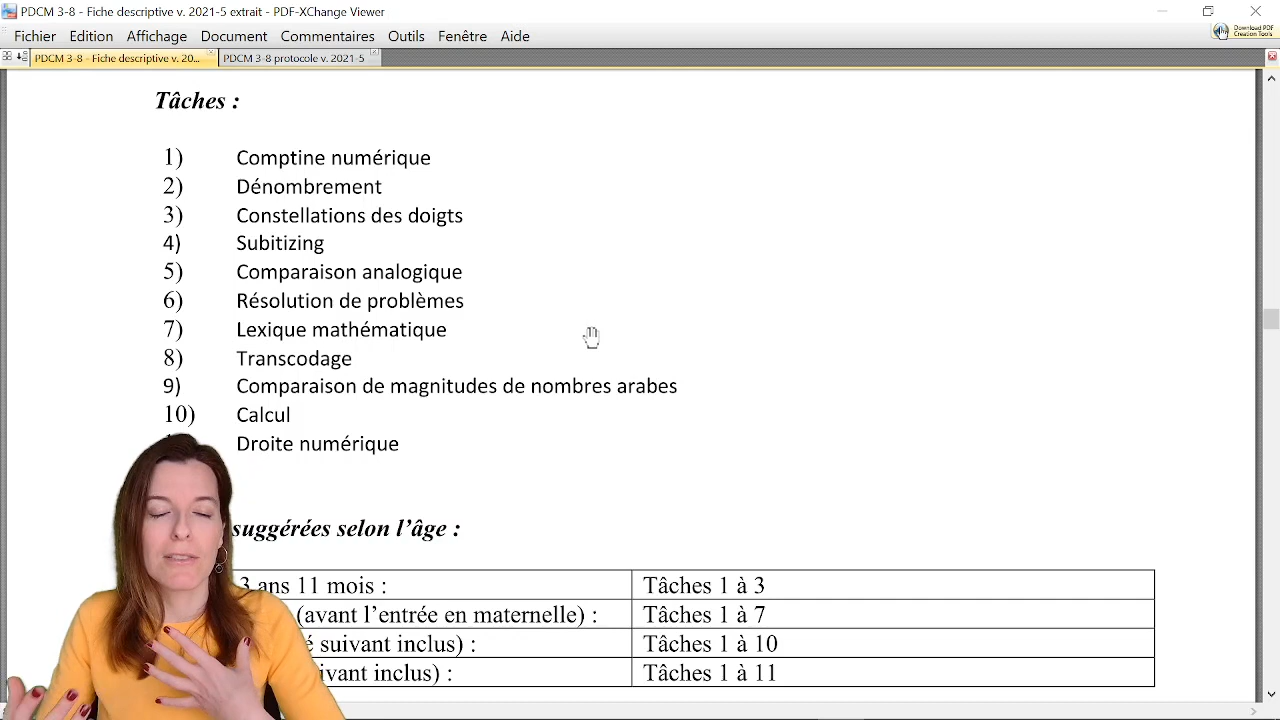 PDCM 3-8 - Fiche descriptive v. 2021-5 extrait - PDF-XChange Viewer
Fichier Edition Affichage Document Commentaires Outils Fenêtre Aide
Download PDF
Creation Tools
PDCM 3-8 - Fiche descriptive v. 20... PDCM 3-8 protocole v. 2021-5
Tâches :
1) Comptine numérique
2) Dénombrement
3) Constellations des doigts
4) Subitizing
5) Comparaison analogique
6) Résolution de problèmes
7) Lexique mathématique
8) Transcodage
9) Comparaison de magnitudes de nombres arabes
10) Calcul
Droite numérique
suggérées selon l’âge :
3 ans 11 mois : Tâches 1 à 3
(avant l’entrée en maternelle) : Tâches 1 à 7
suivant inclus) : Tâches 1 à 10
inclus) : Tâches 1 à 11